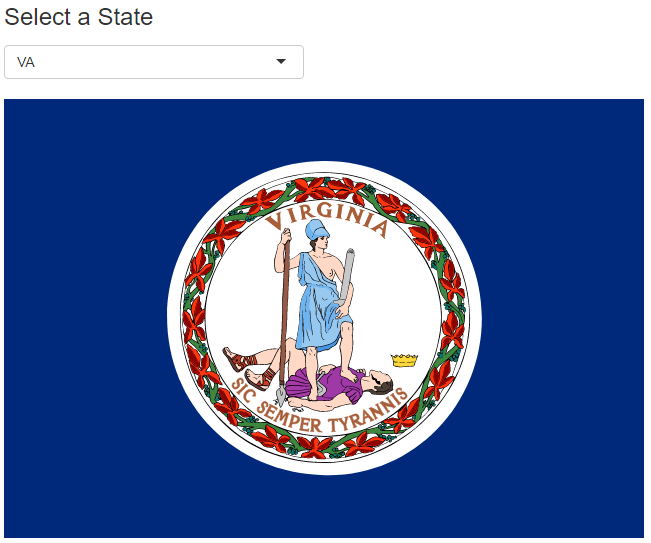 Select a State
VA
VIRGINIA
SIC SEMPER TYRANNIS